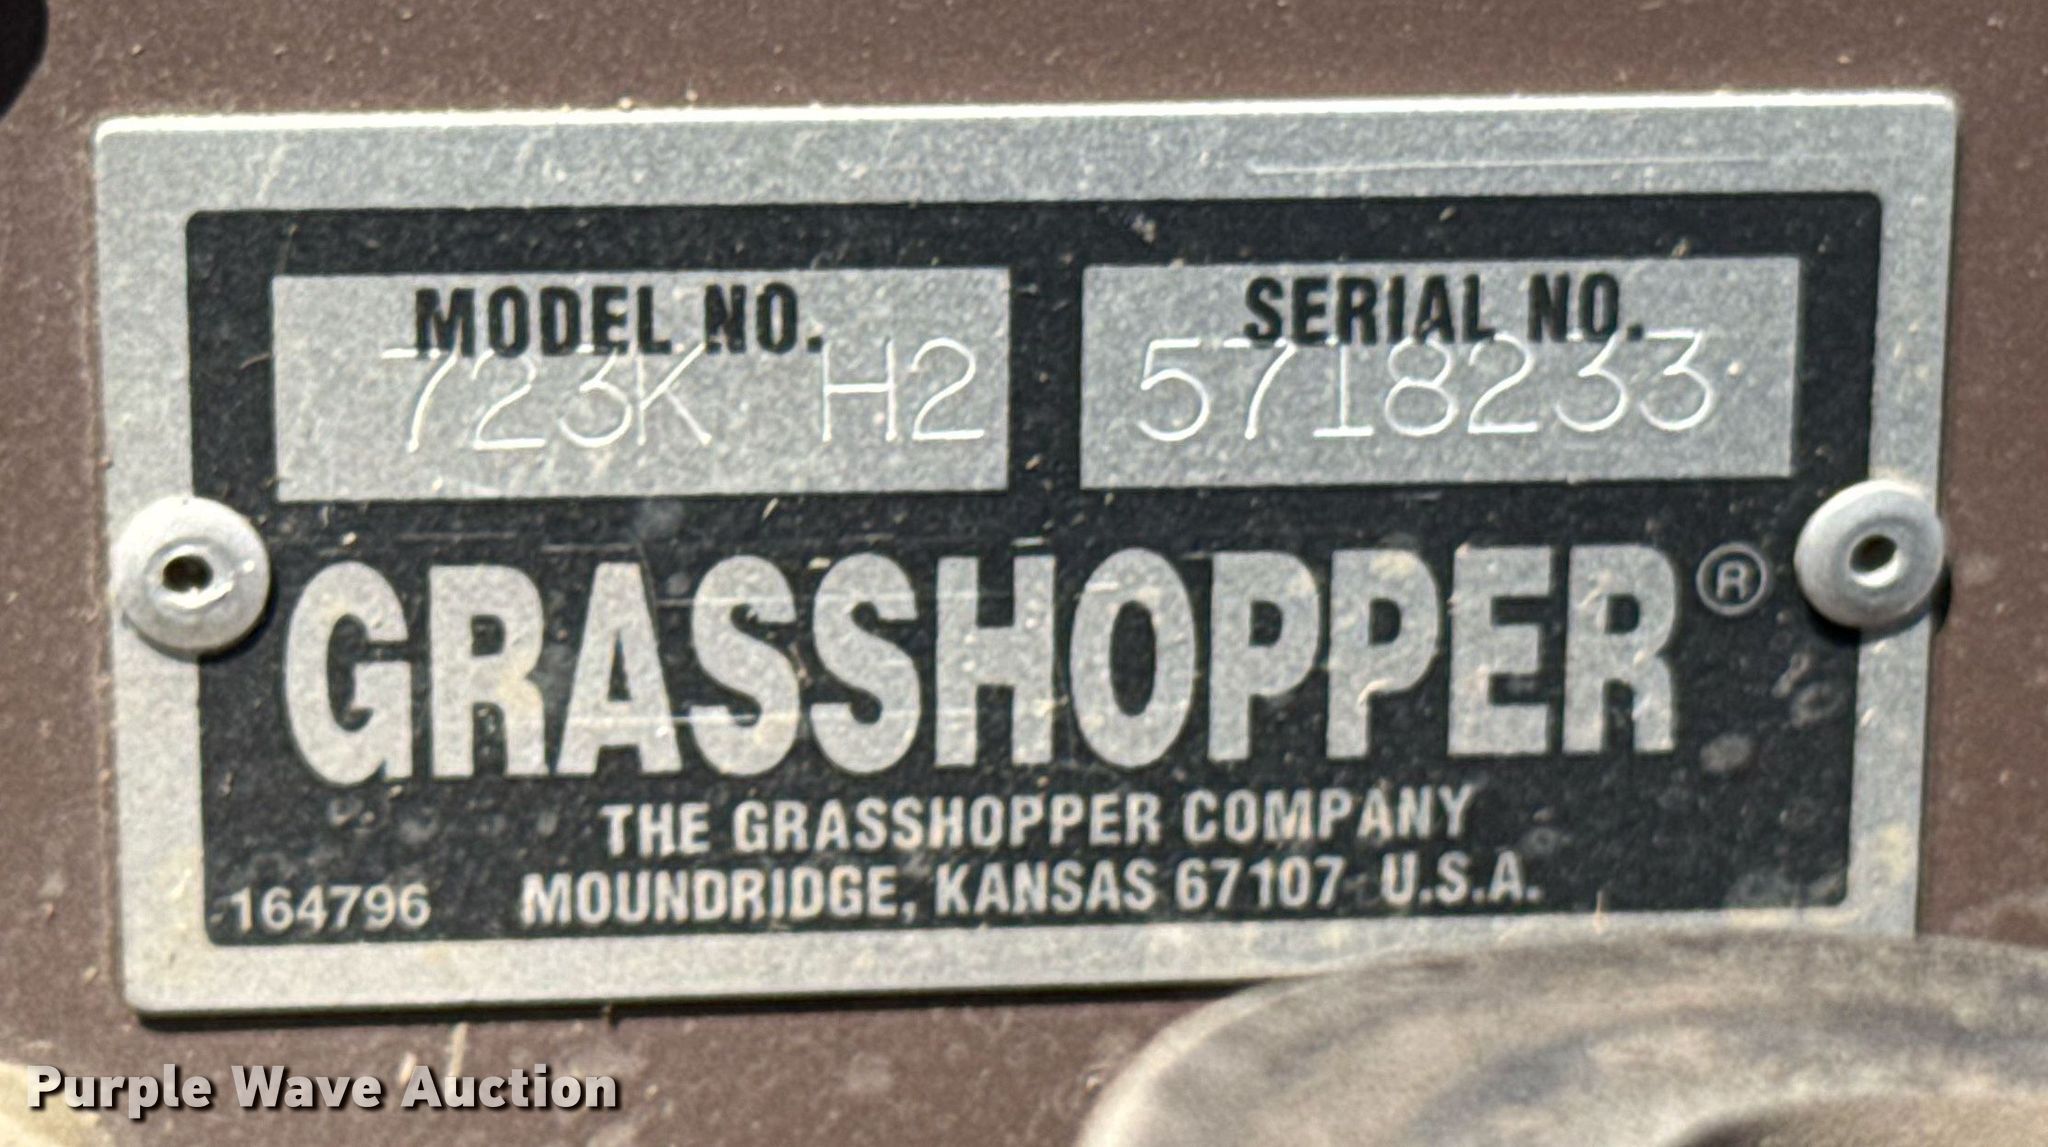 MODEL NO.
723K H2
SERIAL NO.
5718233
GRASSHOPPER®
THE GRASSHOPPER COMPANY
164796 MOUNDRIDGE, KANSAS 67107 U.S.A.
Purple Wave Auction